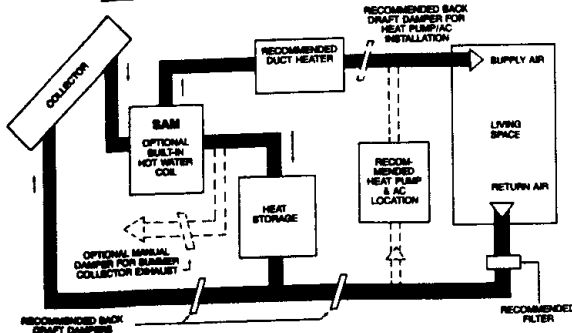 RECOMMENDED BACK
DRAFT DAMPER FOR
HEAT PUMP/AC
INSTALLATION
RECOMMENDED
DUCT HEATER
SUPPLY AIR
COLLECTOR
SAM
OPTIONAL
BUILT-IN
HOT WATER
COIL
LIVING
SPACE
RECOM-
MENDED
HEAT PUMP
& AC
LOCATION
RETURN AIR
HEAT
STORAGE
OPTIONAL MANUAL
DAMPER FOR SUMMER
COLLECTOR EXHAUST
RECOMMENDED BACK
DRAFT DAMPERS
RECOMMENDED
FILTER